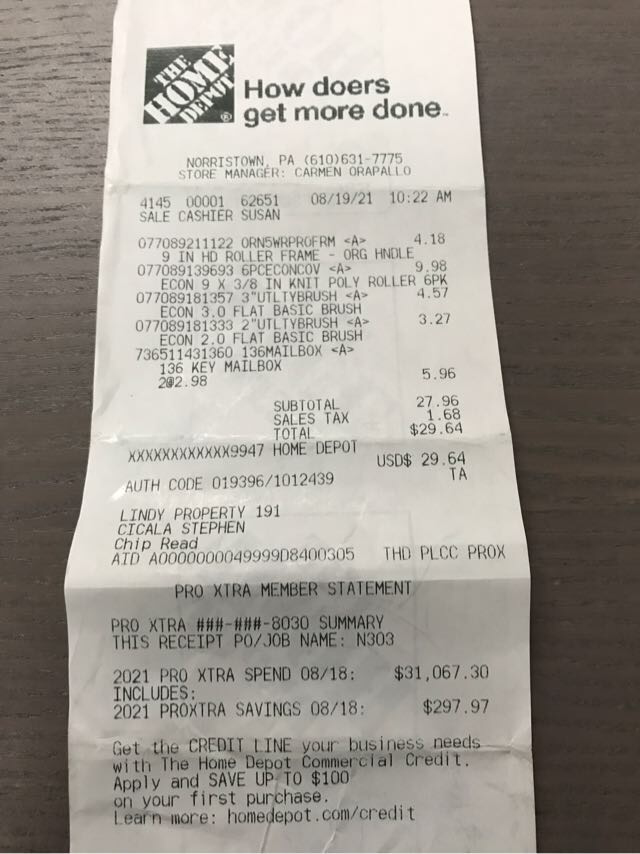 THE
HOME
DEPOT
How doers
get more done.
NORRISTOWN, PA (610)631-7775
STORE MANAGER: CARMEN ORAPALLO
4145 00001 62651 08/19/21 10:22 AM
SALE CASHIER SUSAN
077089211122 ORN5WRPROFRM <A> 4.18
9 IN HD ROLLER FRAME - ORG HNDLE
077089139693 6PCECONCOV <A> 9.98
ECON 9 X 3/8 IN KNIT POLY ROLLER 6PK
077089181357 3"UTLTYBRUSH <A> 4.57
ECON 3.0 FLAT BASIC BRUSH
077089181333 2"UTLTYBRUSH <A> 3.27
ECON 2.0 FLAT BASIC BRUSH
736511431360 136MAILBOX <A>
136 KEY MAILBOX
2@2.98 5.96
SUBTOTAL 27.96
SALES TAX 1.68
TOTAL $29.64
XXXXXXXXXXXX9947 HOME DEPOT
USD$ 29.64
AUTH CODE 019396/1012439 TA
LINDY PROPERTY 191
CICALA STEPHEN
Chip Read
AID A0000000049999D8400305 THD PLCC PROX
PRO XTRA MEMBER STATEMENT
PRO XTRA ###-###-8030 SUMMARY
THIS RECEIPT PO/JOB NAME: N303
2021 PRO XTRA SPEND 08/18: $31,067.30
INCLUDES:
2021 PROXTRA SAVINGS 08/18: $297.97
Get the CREDIT LINE your business needs
with The Home Depot Commercial Credit.
Apply and SAVE UP TO $100
on your first purchase.
Learn more: homedepot.com/credit